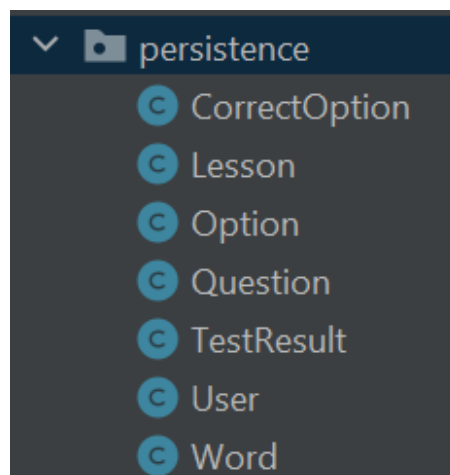 persistence
C CorrectOption
C Lesson
C Option
C Question
C TestResult
C User
C Word